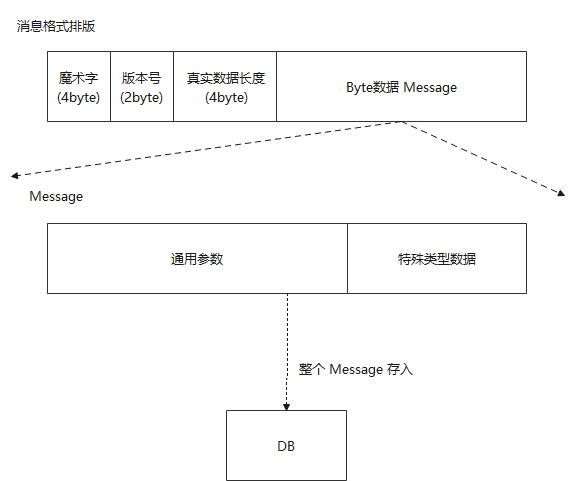 消息格式排版
魔术字
(4byte)
版本号
(2byte)
真实数据长度
(4byte)
Byte数据 Message
Message
通用参数
特殊类型数据
整个 Message 存入
DB